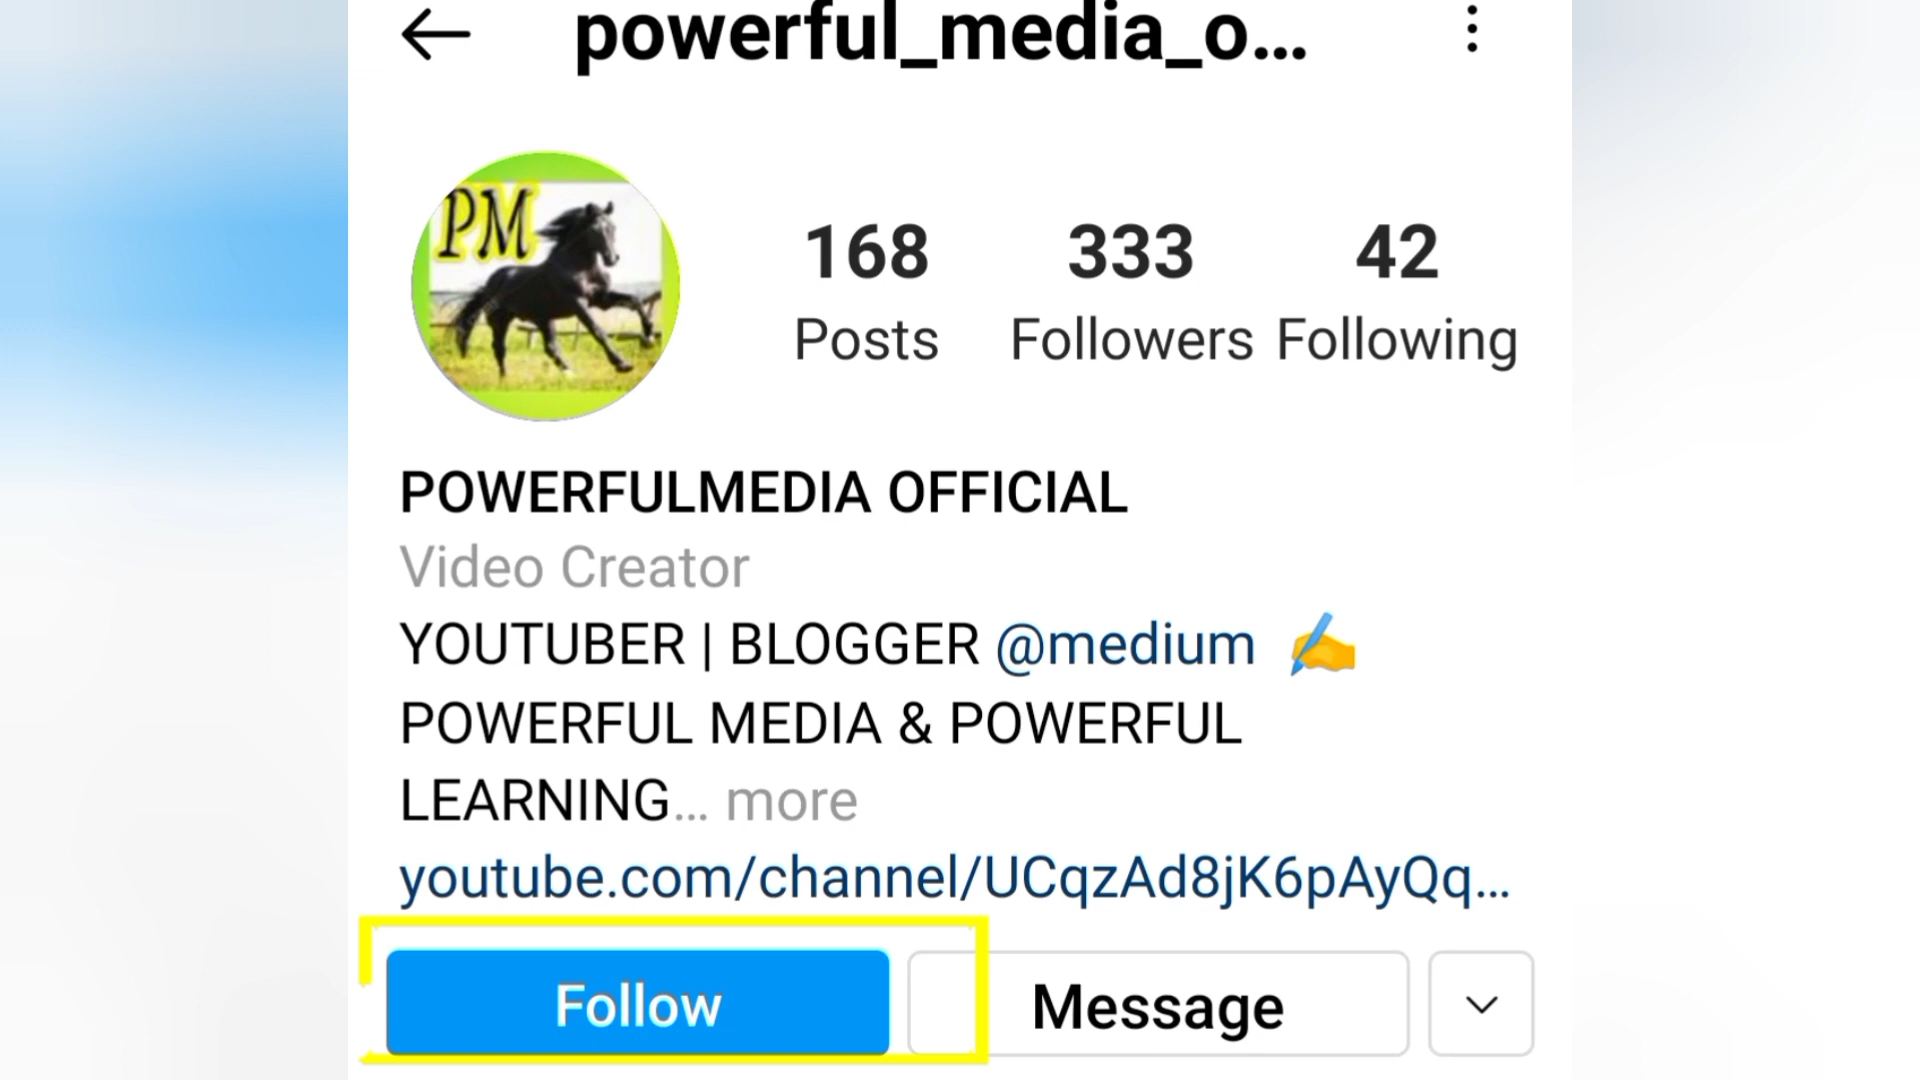 powerful_media_o...
PM
168 333 42
Posts Followers Following
POWERFULMEDIA OFFICIAL
Video Creator
YOUTUBER | BLOGGER @medium ✍️
POWERFUL MEDIA & POWERFUL
LEARNING... more
youtube.com/channel/UCqzAd8jK6pAyQq...
Follow Message